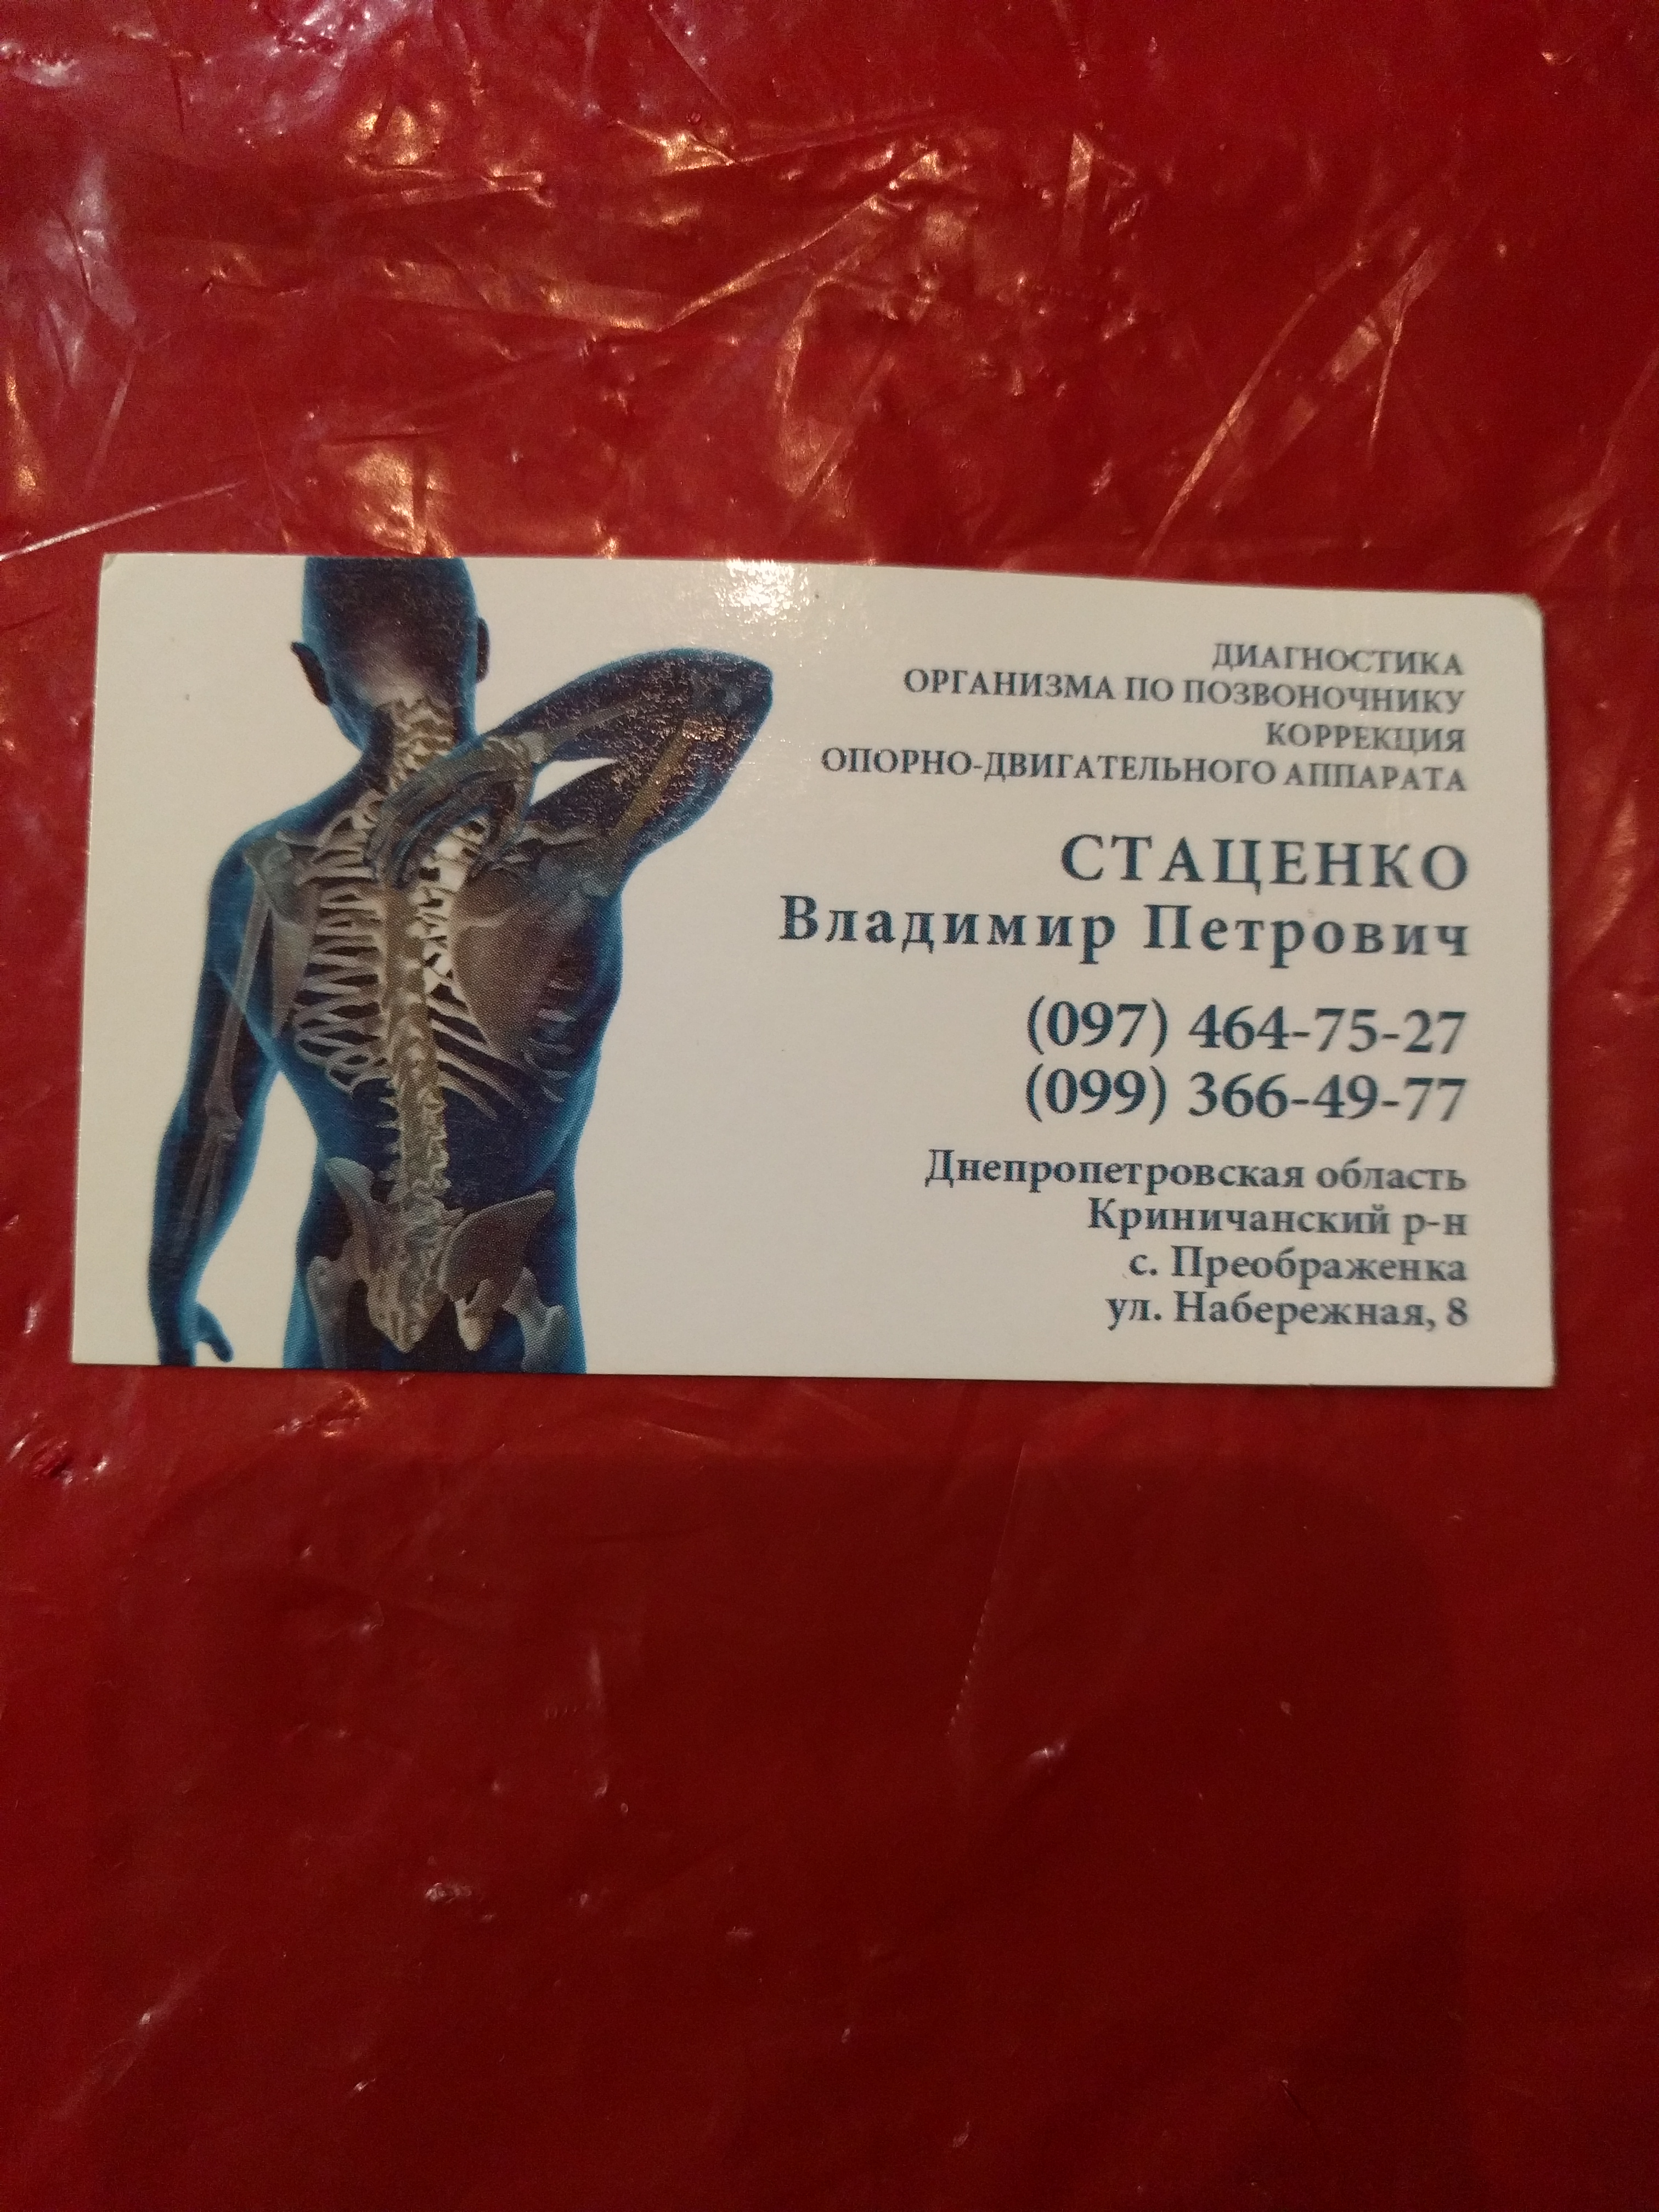 ДИАГНОСТИКА
ОРГАНИЗМА ПО ПОЗВОНОЧНИКУ
КОРРЕКЦИЯ
ОПОРНО-ДВИГАТЕЛЬНОГО АППАРАТА
СТАЦЕНКО
Владимир Петрович
(097) 464-75-27
(099) 366-49-77
Днепропетровская область
Криничанский р-н
с. Преображенка
ул. Набережная, 8